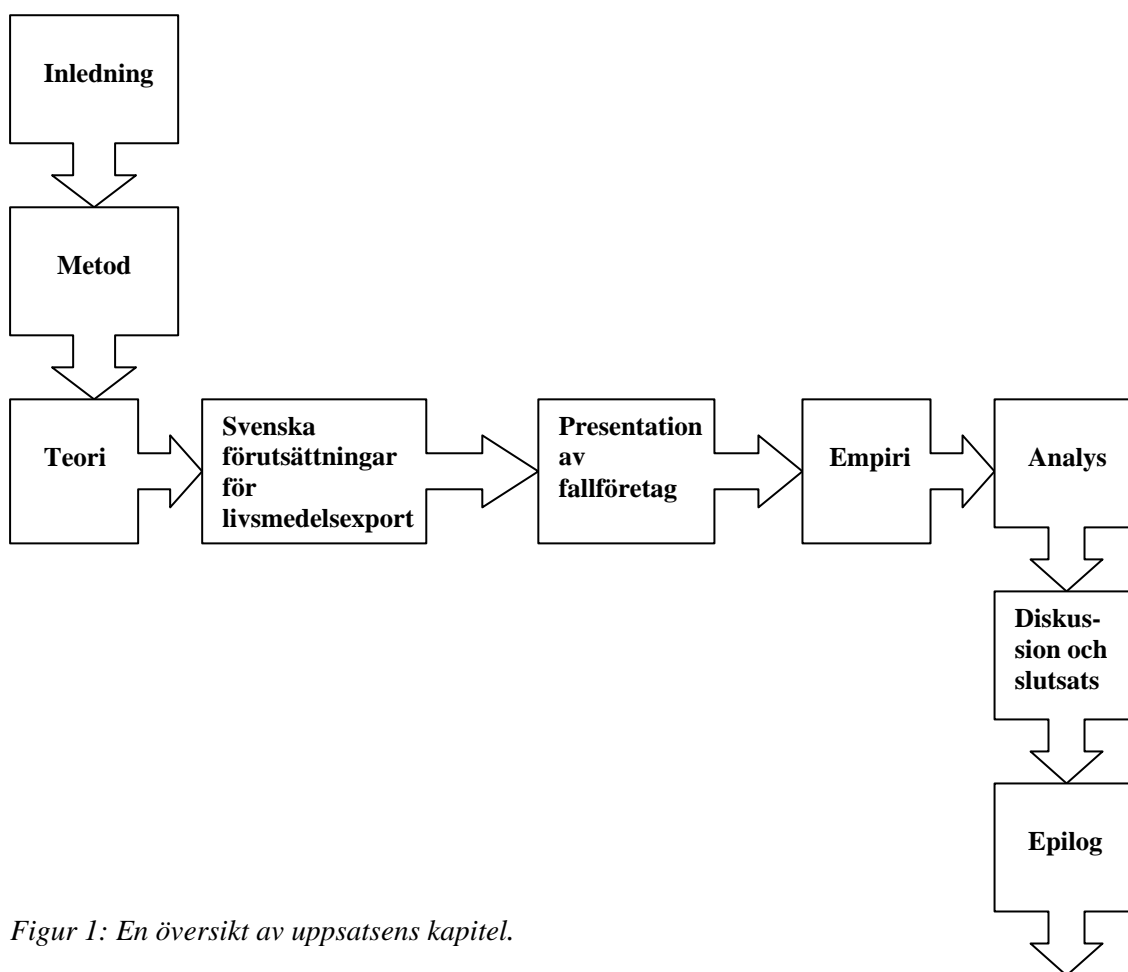 Inledning
Metod
Teori
Svenska
förutsättningar
för
livsmedelsexport
Presentation
av
fallföretag
Empiri
Analys
Diskus-
sion och
slutsats
Epilog
Figur 1: En översikt av uppsatsens kapitel.